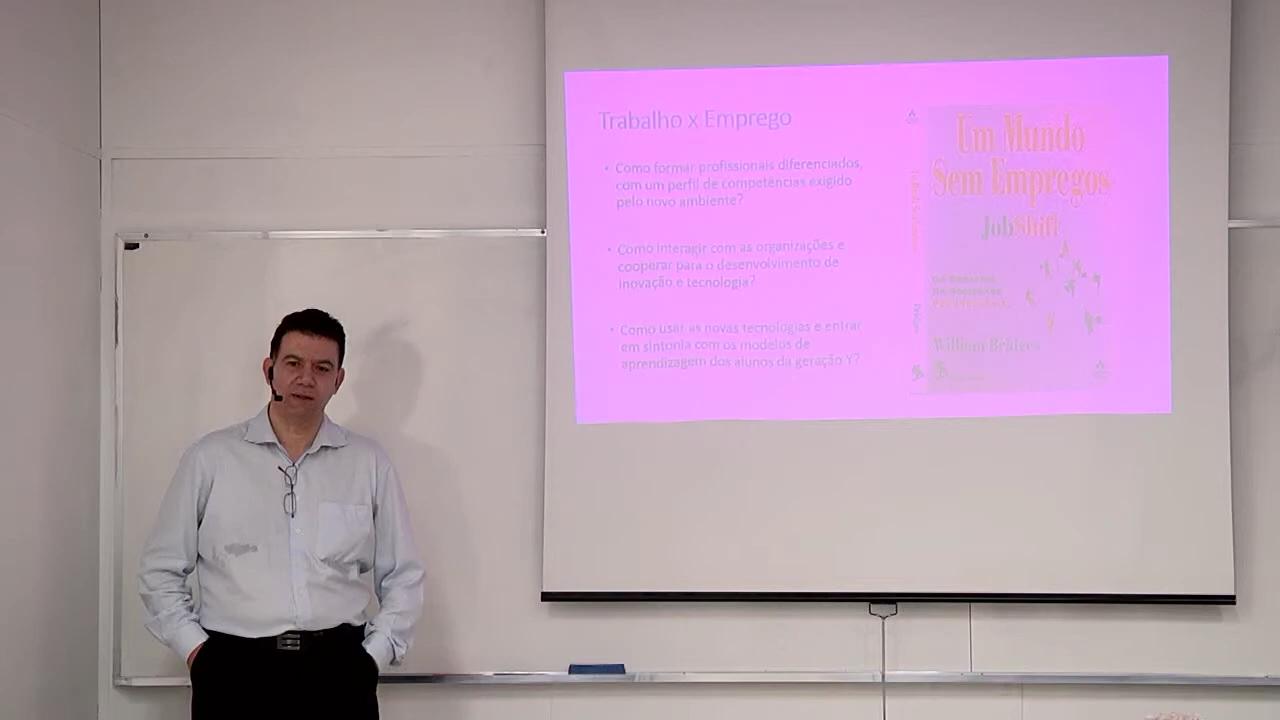 Trabalho x Emprego
• Como formar profissionais diferenciados,
com um perfil de competências exigido
pelo novo ambiente?
• Como interagir com as organizações e
cooperar para o desenvolvimento de
inovação e tecnologia?
• Como usar as novas tecnologias e entrar
em sintonia com os modelos de
aprendizagem dos alunos da geração Y?
Um Mundo
Sem Empregos
JobShift
William Bridges